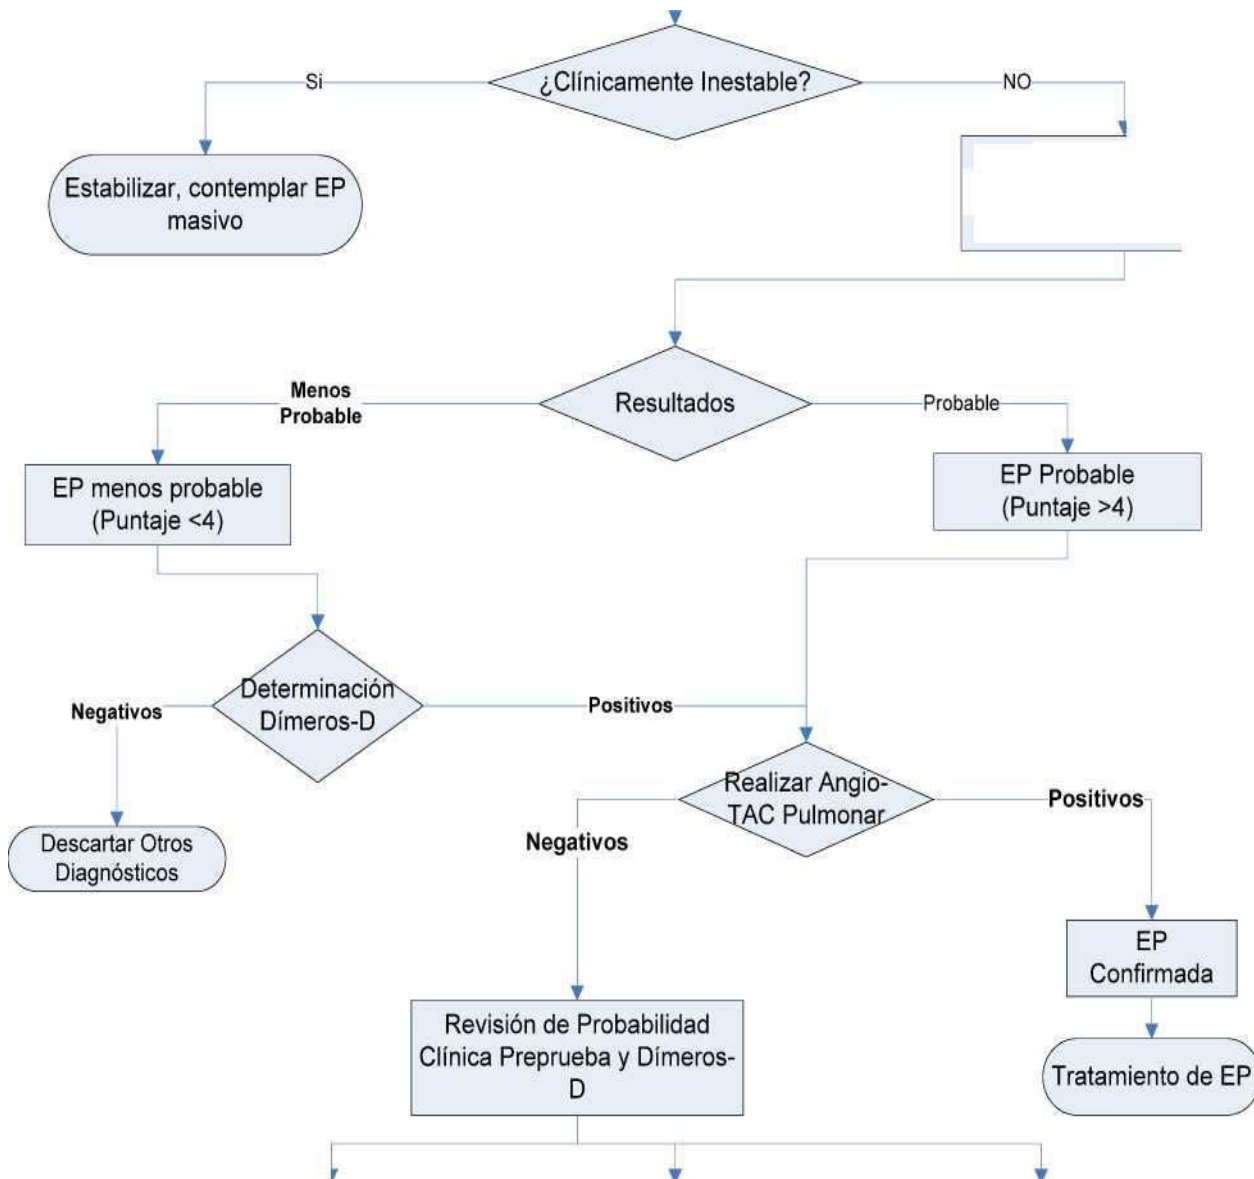 ¿Clínicamente Inestable?
Si
NO
Estabilizar, contemplar EP
masivo
Resultados
Menos
Probable
Probable
EP menos probable
(Puntaje <4)
EP Probable
(Puntaje >4)
Determinación
Dímeros-D
Negativos
Positivos
Descartar Otros
Diagnósticos
Realizar Angio-
TAC Pulmonar
Negativos
Positivos
EP
Confirmada
Revisión de Probabilidad
Clínica Preprueba y Dímeros-
D
Tratamiento de EP